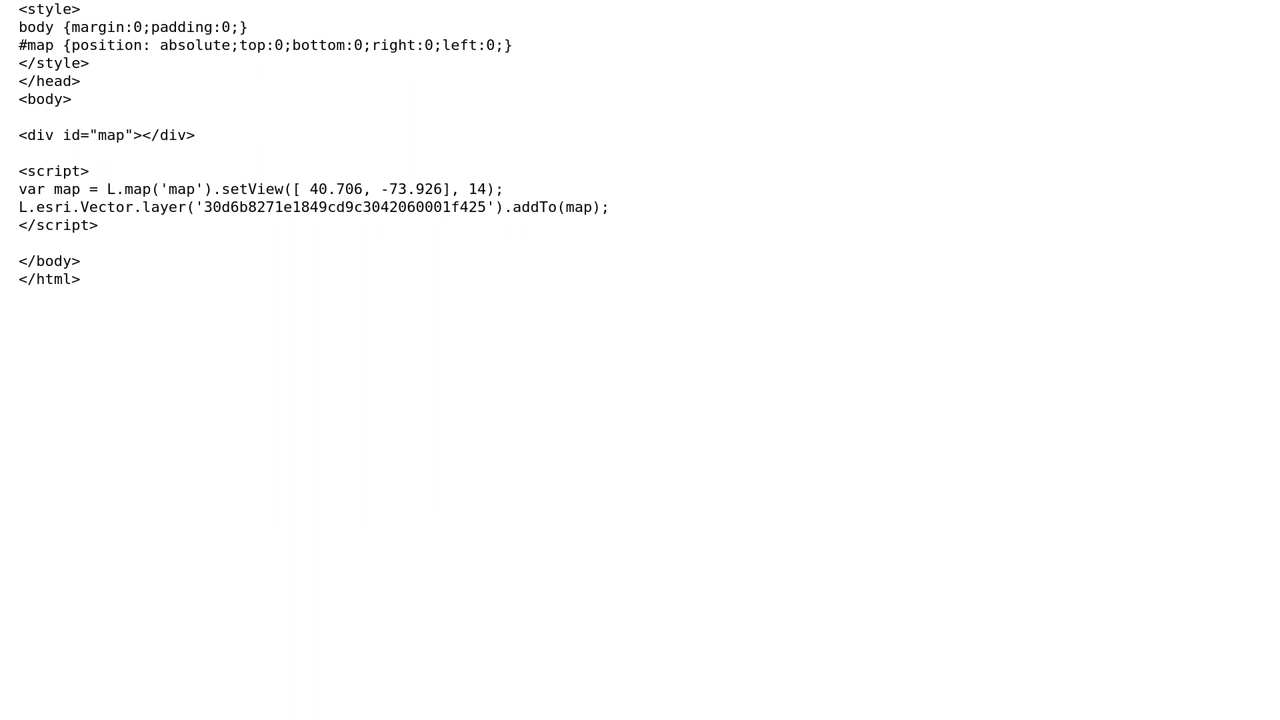 <style>
body {margin:0;padding:0;}
#map {position: absolute;top:0;bottom:0;right:0;left:0;}
</style>
</head>
<body>
<div id="map"></div>
<script>
var map = L.map('map').setView([ 40.706, -73.926], 14);
L.esri.Vector.layer('30d6b8271e1849cd9c3042060001f425').addTo(map);
</script>
</body>
</html>